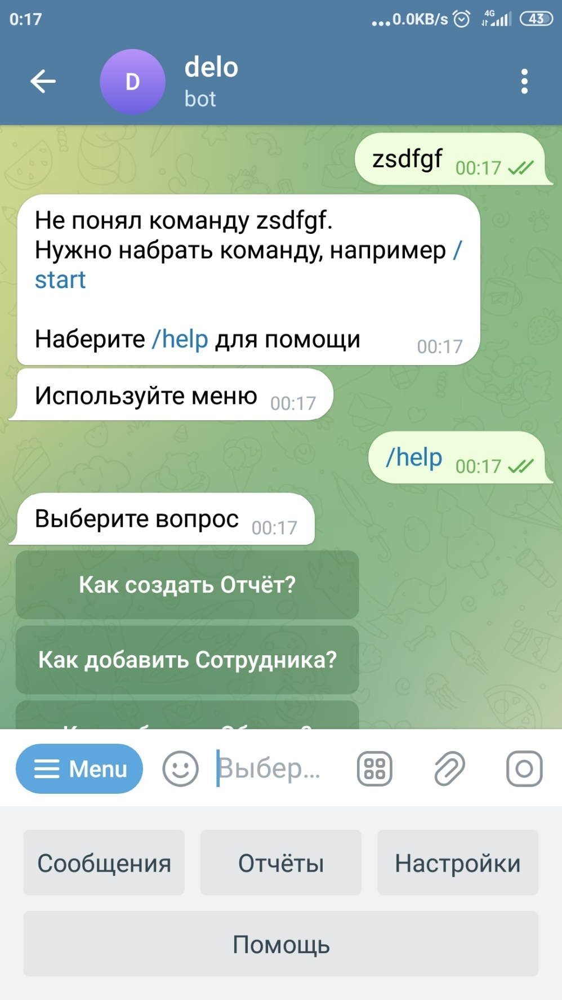 0:17
...0.0KB/s 4G 43
D
delo
bot
zsdfgf 00:17
Не понял команду zsdfgf.
Нужно набрать команду, например /
start
Наберите /help для помощи 00:17
Используйте меню 00:17
/help 00:17
Выберите вопрос 00:17
Как создать Отчёт?
Как добавить Сотрудника?
Menu Выбер...
Сообщения Отчёты Настройки
Помощь